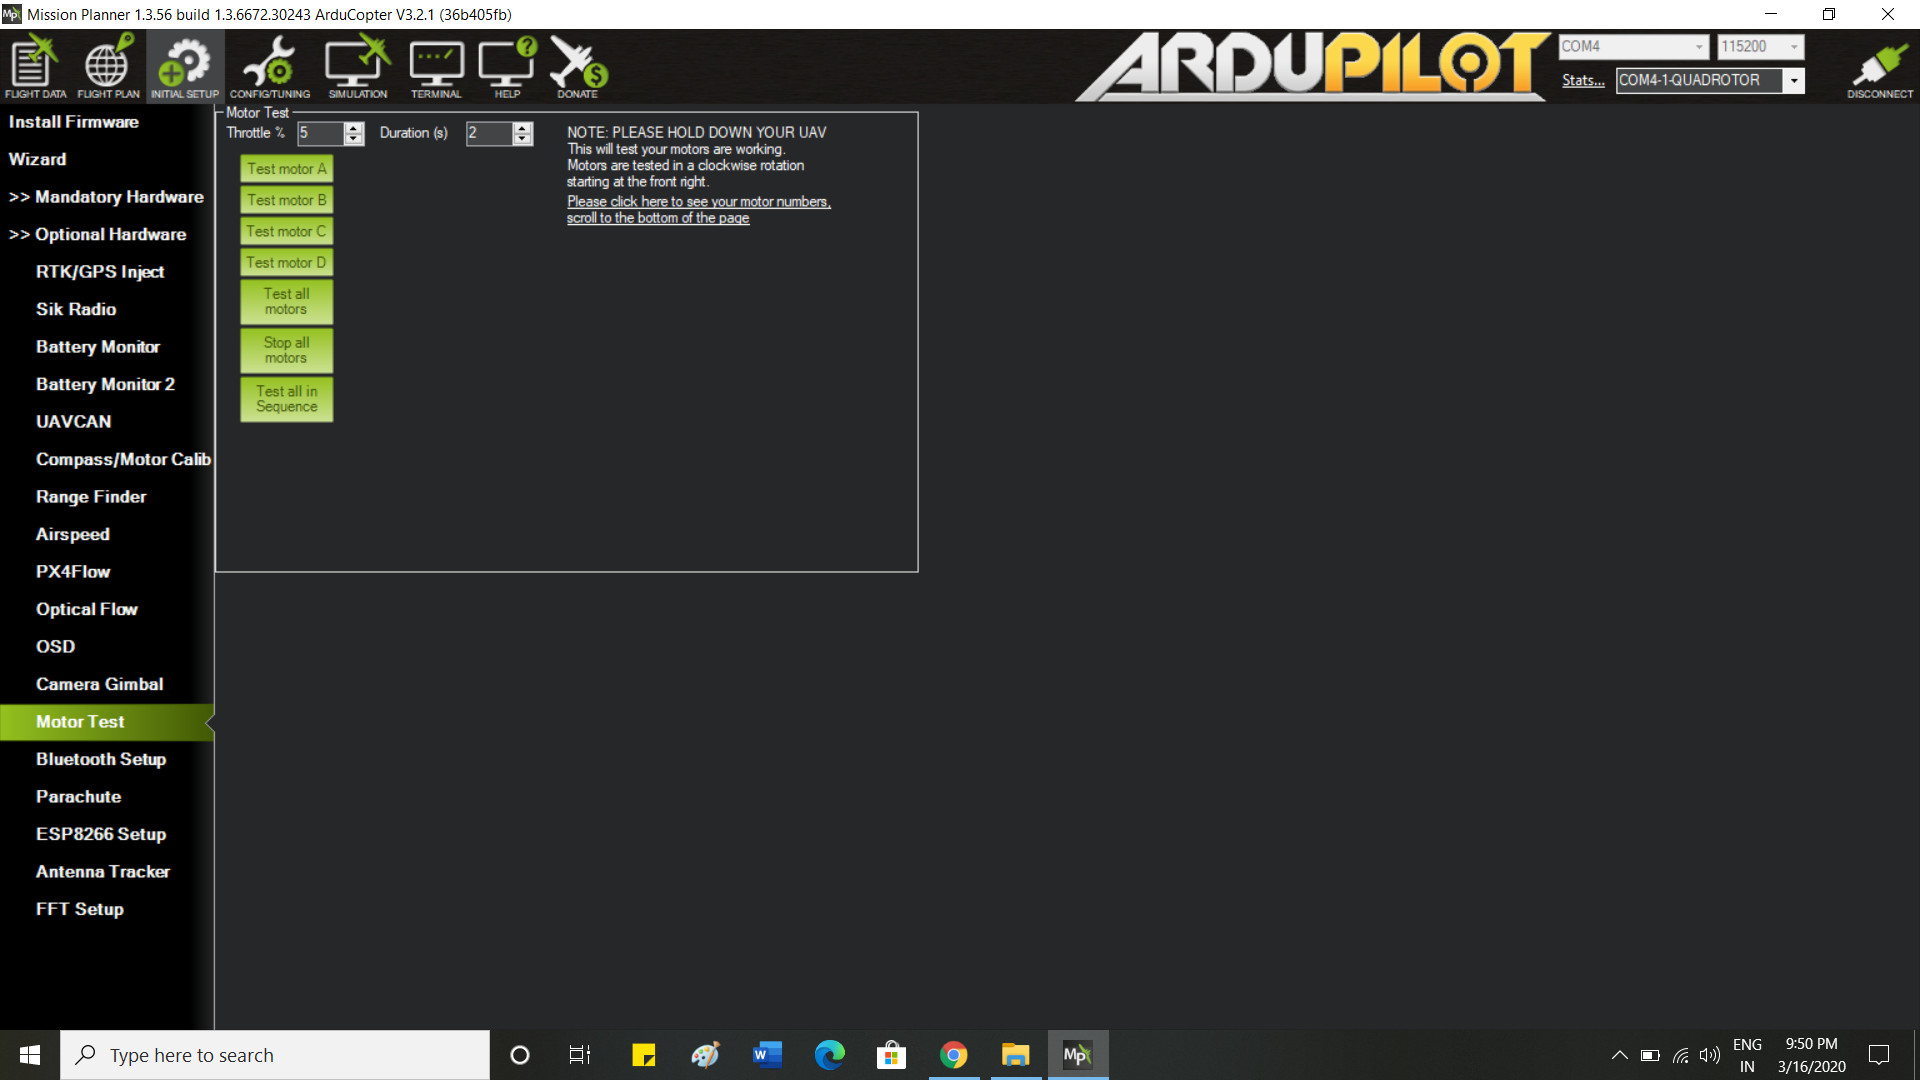 Mission Planner 1.3.56 build 1.3.6672.30243 ArduCopter V3.2.1 (36b405fb)
FLIGHT DATA
FLIGHT PLAN
INITIAL SETUP
CONFIG/TUNING
SIMULATION
TERMINAL
HELP
DONATE
ARDUPILOT
COM4
115200
Stats...
COM4-1-QUADROTOR
DISCONNECT
Install Firmware
Wizard
>> Mandatory Hardware
>> Optional Hardware
RTK/GPS Inject
Sik Radio
Battery Monitor
Battery Monitor 2
UAVCAN
Compass/Motor Calib
Range Finder
Airspeed
PX4Flow
Optical Flow
OSD
Camera Gimbal
Motor Test
Bluetooth Setup
Parachute
ESP8266 Setup
Antenna Tracker
FFT Setup
Motor Test
Throttle % 5 Duration (s) 2
Test motor A
Test motor B
Test motor C
Test motor D
Test all
motors
Stop all
motors
Test all in
Sequence
NOTE: PLEASE HOLD DOWN YOUR UAV
This will test your motors are working.
Motors are tested in a clockwise rotation
starting at the front right.
Please click here to see your motor numbers,
scroll to the bottom of the page
Type here to search
W
Mp
ENG
IN
9:50 PM
3/16/2020